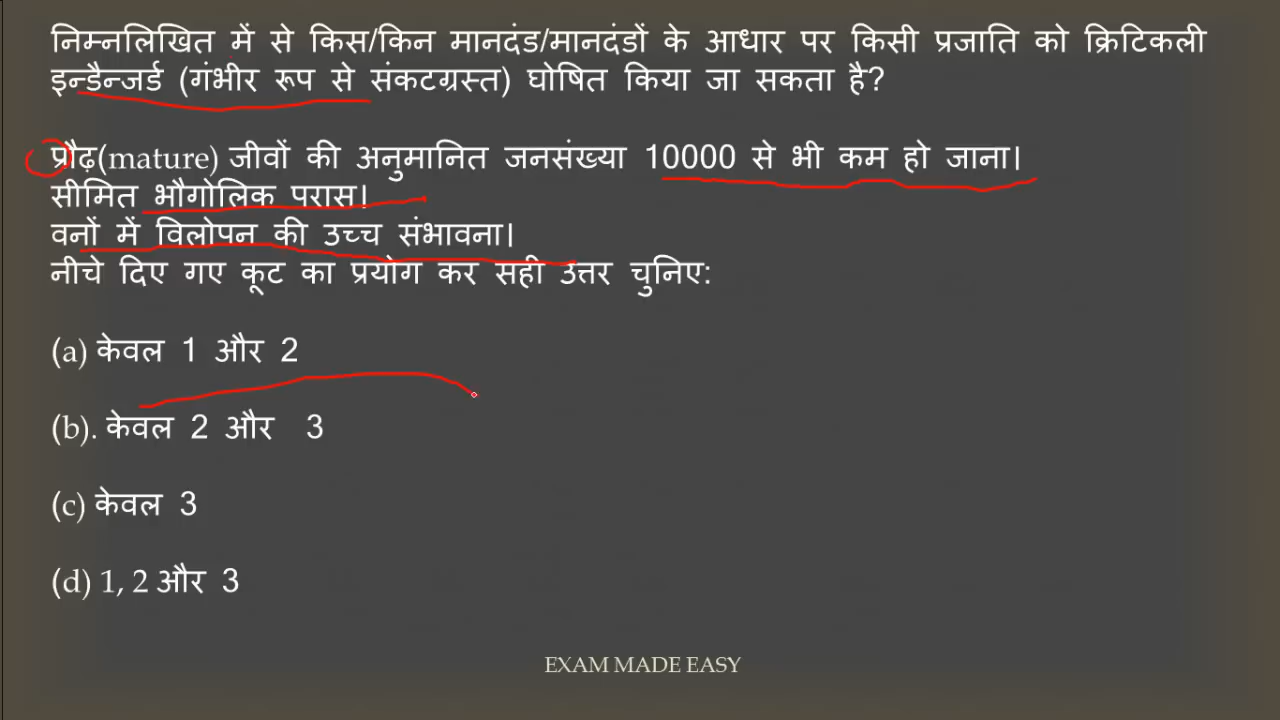 निम्नलिखित में से किस/किन मानदंड/मानदंडों के आधार पर किसी प्रजाति को क्रिटिकली
इन्डैन्जर्ड (गंभीर रूप से संकटग्रस्त) घोषित किया जा सकता है?
प्रौढ़(mature) जीवों की अनुमानित जनसंख्या 10000 से भी कम हो जाना।
सीमित भौगोलिक परास।
वनों में विलोपन की उच्च संभावना।
नीचे दिए गए कूट का प्रयोग कर सही उत्तर चुनिए:
(a) केवल 1 और 2
(b). केवल 2 और 3
(c) केवल 3
(d) 1, 2 और 3
EXAM MADE EASY